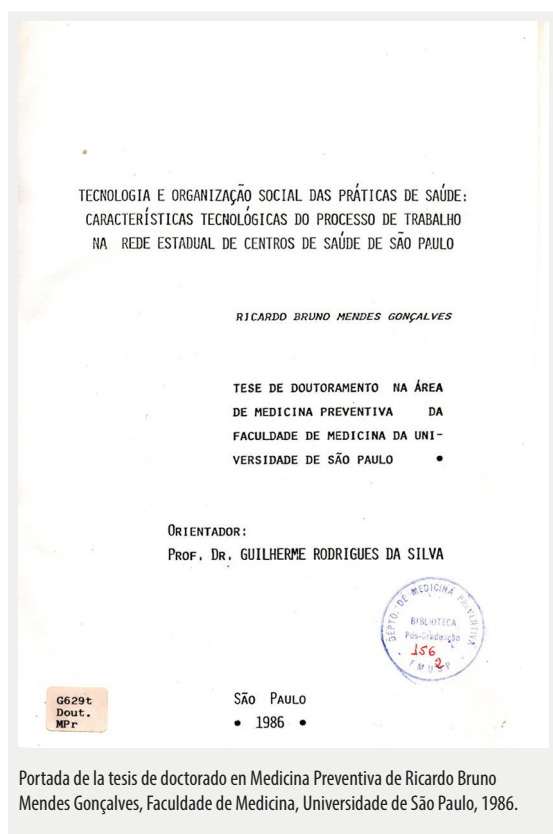 TECNOLOGIA E ORGANIZAÇÃO SOCIAL DAS PRÁTICAS DE SAÚDE:
CARACTERÍSTICAS TECNOLÓGICAS DO PROCESSO DE TRABALHO
NA REDE ESTADUAL DE CENTROS DE SAÚDE DE SÃO PAULO
RICARDO BRUNO MENDES GONÇALVES
TESE DE DOUTORAMENTO NA ÁREA
DE MEDICINA PREVENTIVA DA
FACULDADE DE MEDICINA DA UNI-
VERSIDADE DE SÃO PAULO •
ORIENTADOR:
PROF. DR. GUILHERME RODRIGUES DA SILVA
DEPTO. DE MEDICINA PREVENTIVA
BIBLIOTECA
Pós-Graduação
156
2
FMUSP
G629t
Dout.
MPr
SÃO PAULO
• 1986 •
Portada de la tesis de doctorado en Medicina Preventiva de Ricardo Bruno
Mendes Gonçalves, Faculdade de Medicina, Universidade de São Paulo, 1986.